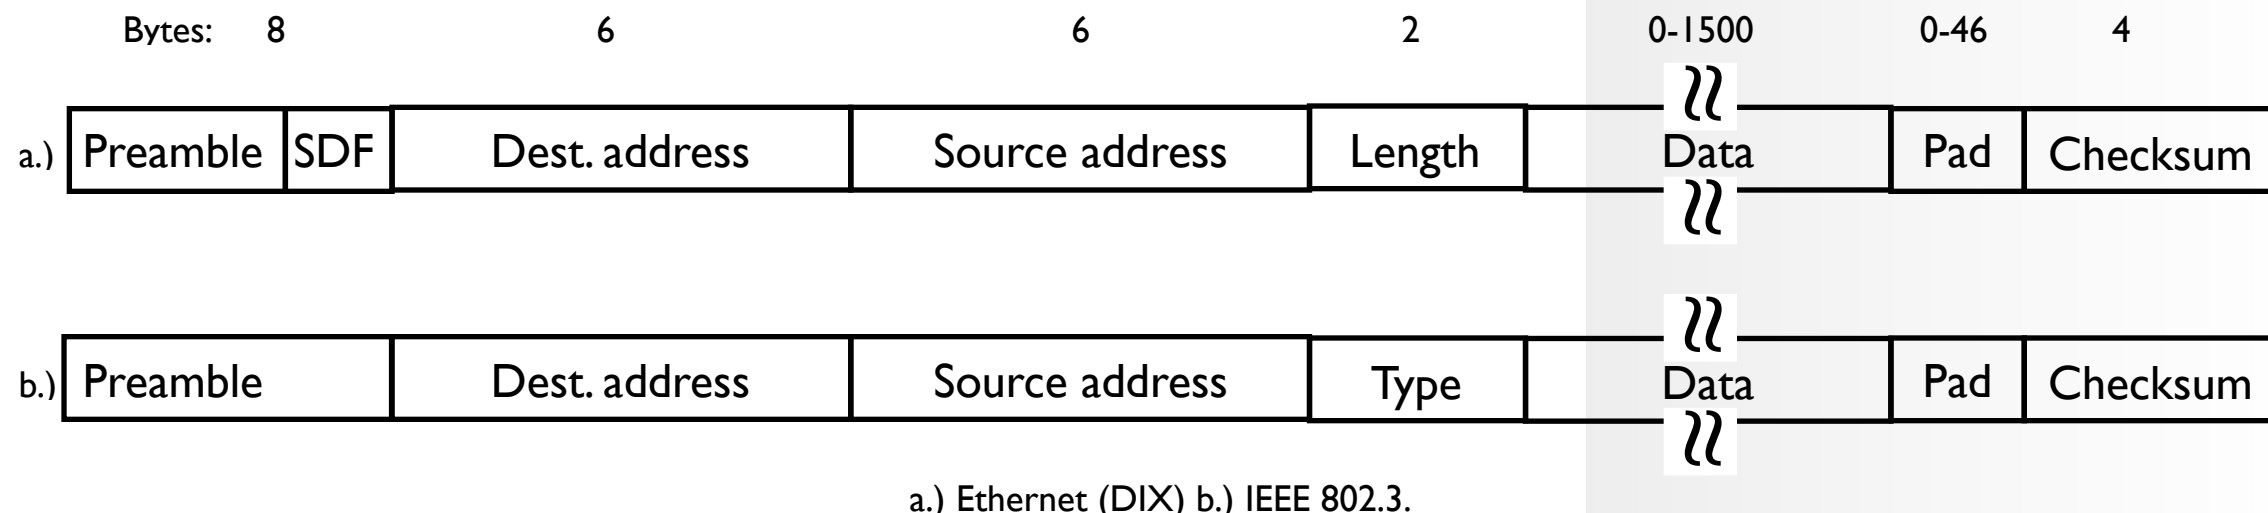 Bytes: 8 6 6 2 0-1500 0-46 4
a.) Preamble SDF Dest. address Source address Length Data Pad Checksum
b.) Preamble Dest. address Source address Type Data Pad Checksum
a.) Ethernet (DIX) b.) IEEE 802.3.